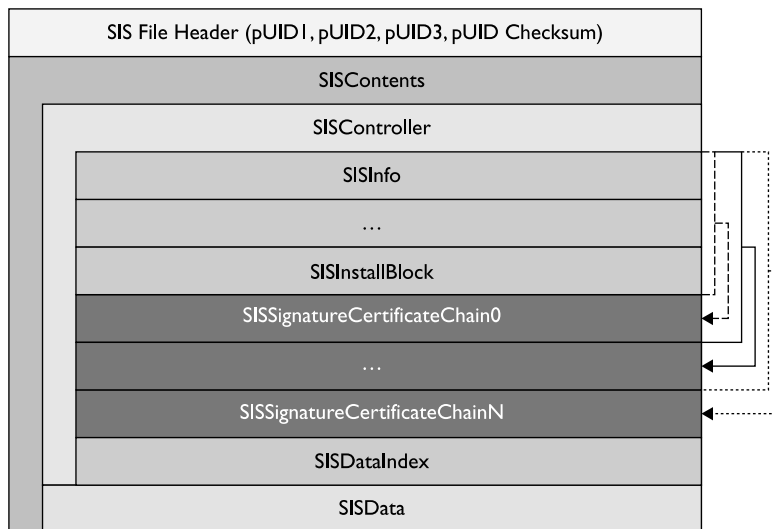 SIS File Header (pUID1, pUID2, pUID3, pUID Checksum)
SISContents
SISController
SISInfo
...
SISInstallBlock
SISSignatureCertificateChain0
...
SISSignatureCertificateChainN
SISDataIndex
SISData